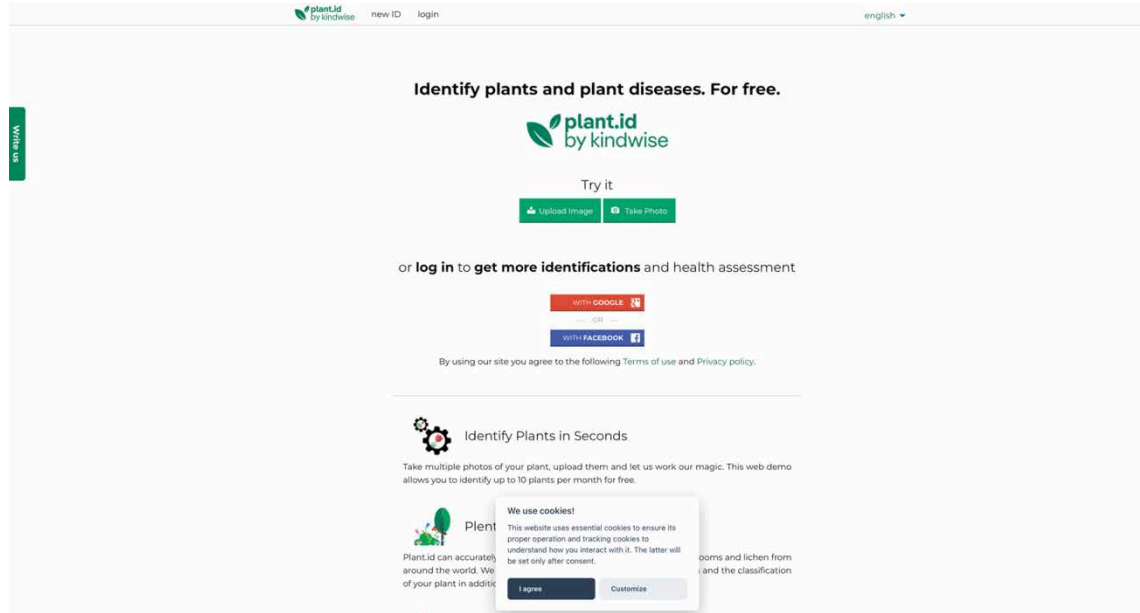 plant.id
by kindwise
new ID
login
english
Write us
Identify plants and plant diseases. For free.
plant.id
by kindwise
Try it
Upload Image
Take Photo
or log in to get more identifications and health assessment
WITH GOOGLE
OR
WITH FACEBOOK
By using our site you agree to the following Terms of use and Privacy policy.
Identify Plants in Seconds
Take multiple photos of your plant, upload them and let us work our magic. This web demo
allows you to identify up to 10 plants per month for free.
Plent
Plant.id can accurately ooms and lichen from
around the world. We and the classification
of your plant in additic
We use cookies!
This website uses essential cookies to ensure its
proper operation and tracking cookies to
understand how you interact with it. The latter will
be set only after consent.
I agree
Customize